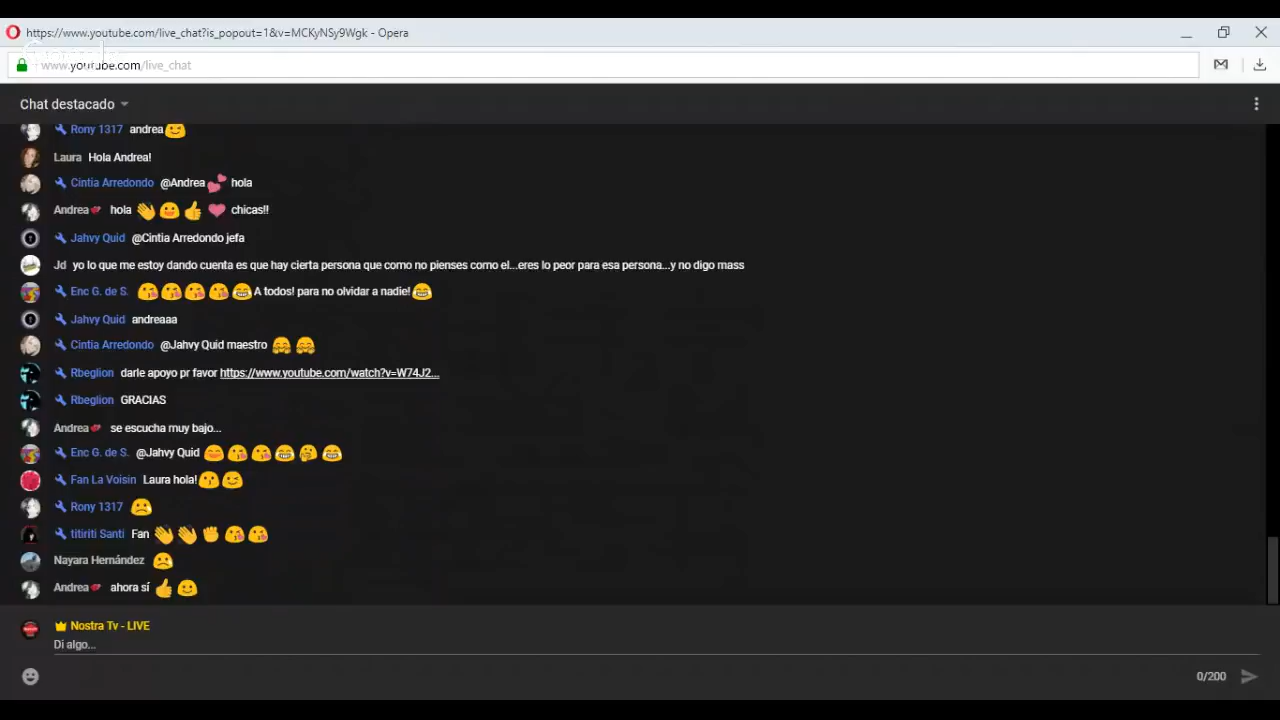 https://www.youtube.com/live_chat?is_popout=1&v=MCKyNSy9Wgk - Opera
www.youtube.com/live_chat
Chat destacado
Rony 1317 andrea
Laura Hola Andrea!
Cintia Arredondo @Andrea hola
Andrea hola chicas!!
Jahvy Quid @Cintia Arredondo jefa
Jd yo lo que me estoy dando cuenta es que hay cierta persona que como no pienses como el...eres lo peor para esa persona...y no digo mass
Enc G. de S. A todos! para no olvidar a nadie!
Jahvy Quid andreaaa
Cintia Arredondo @Jahvy Quid maestro
Rbeglion darle apoyo pr favor https://www.youtube.com/watch?v=W74J2...
Rbeglion GRACIAS
Andrea se escucha muy bajo...
Enc G. de S. @Jahvy Quid
Fan La Voisin Laura hola!
Rony 1317
titiriti Santi Fan
Nayara Hernández
Andrea ahora sí
Nostra Tv - LIVE
Di algo...
0/200